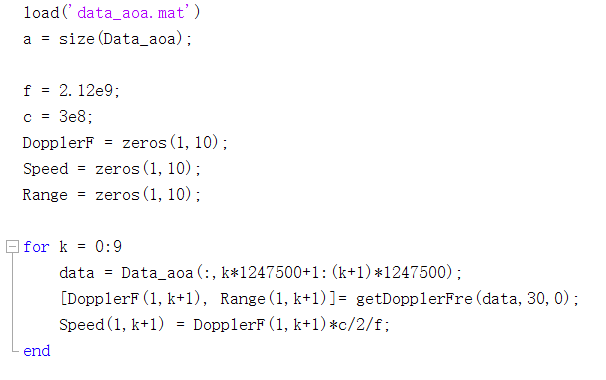 load('data_aoa.mat')
a = size(Data_aoa);
f = 2.12e9;
c = 3e8;
DopplerF = zeros(1,10);
Speed = zeros(1,10);
Range = zeros(1,10);
for k = 0:9
data = Data_aoa(:,k*1247500+1:(k+1)*1247500);
[DopplerF(1,k+1), Range(1,k+1)]= getDopplerFre(data,30,0);
Speed(1,k+1) = DopplerF(1,k+1)*c/2/f;
end